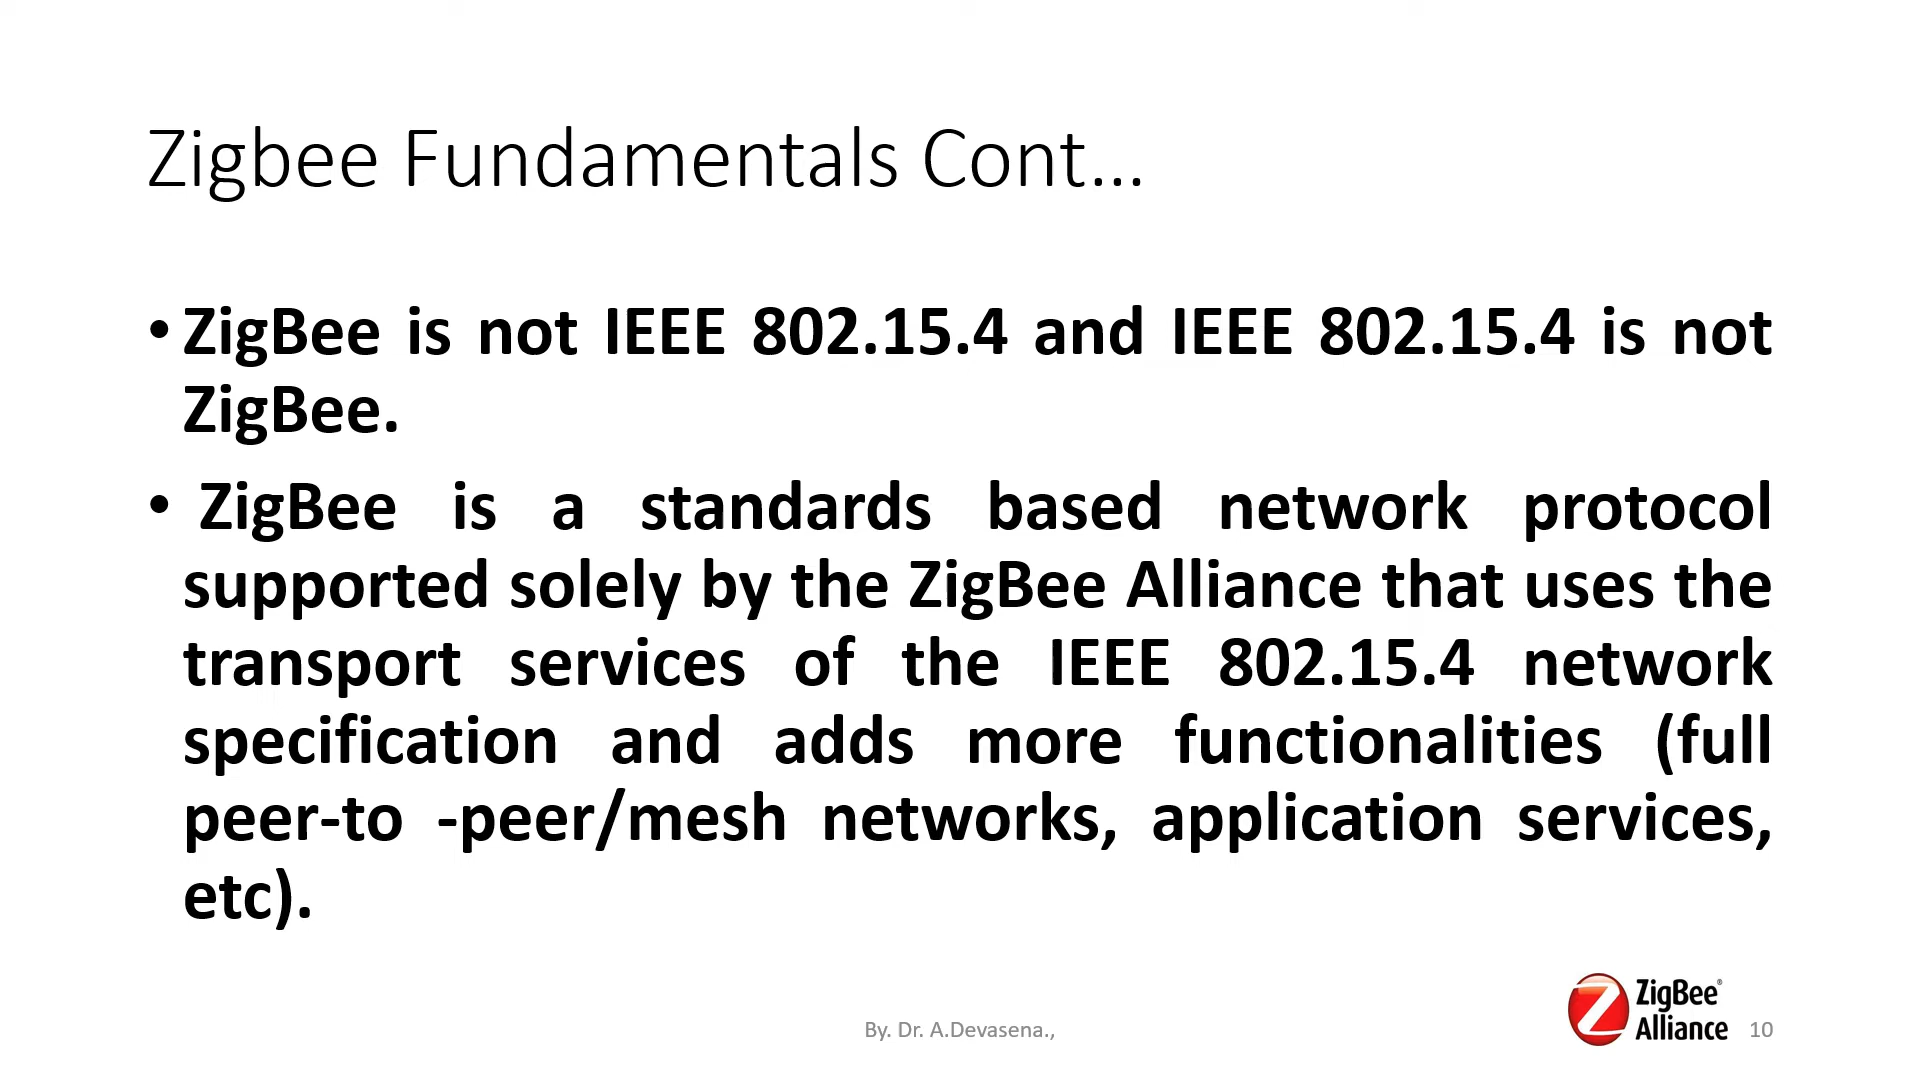 Zigbee Fundamentals Cont...
• ZigBee is not IEEE 802.15.4 and IEEE 802.15.4 is not
ZigBee.
• ZigBee is a standards based network protocol
supported solely by the ZigBee Alliance that uses the
transport services of the IEEE 802.15.4 network
specification and adds more functionalities (full
peer-to -peer/mesh networks, application services,
etc).
By. Dr. A.Devasena.,
ZigBee®
Alliance
10